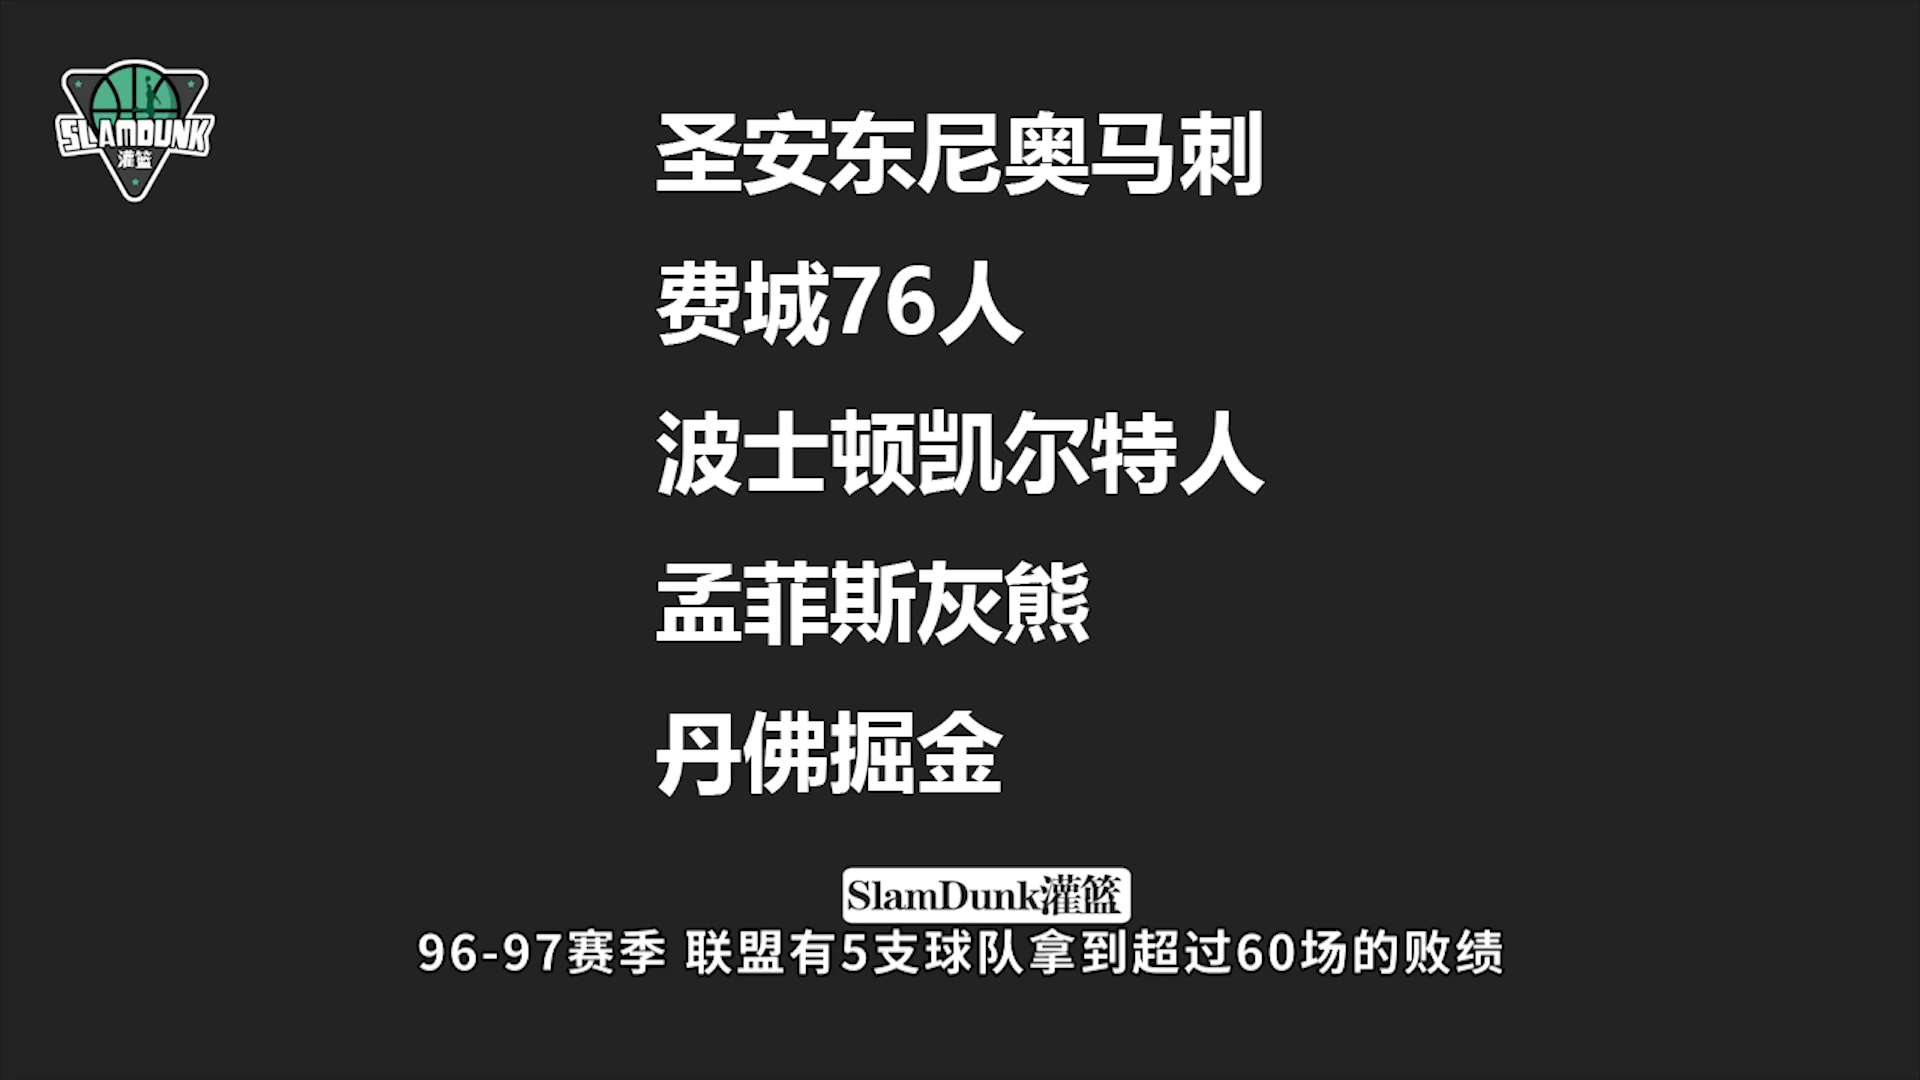 SLAMDUNK
灌篮
圣安东尼奥马刺
费城76人
波士顿凯尔特人
孟菲斯灰熊
丹佛掘金
SlamDunk灌篮
96-97赛季 联盟有5支球队拿到超过60场的败绩